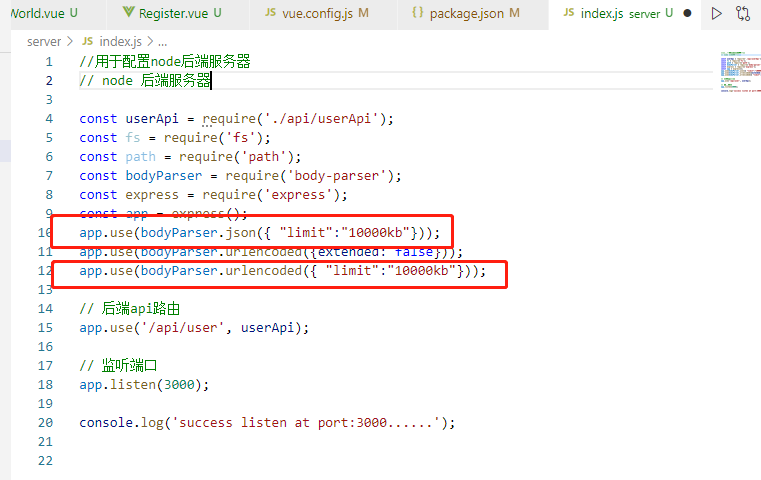 World.vue U
Register.vue U
JS vue.config.js M
{} package.json M
JS index.js server U
server > JS index.js > ...
1 //用于配置node后端服务器
2 // node 后端服务器
3
4 const userApi = require('./api/userApi');
5 const fs = require('fs');
6 const path = require('path');
7 const bodyParser = require('body-parser');
8 const express = require('express');
9 const app = express();
10 app.use(bodyParser.json({ "limit":"10000kb"}));
11 app.use(bodyParser.urlencoded({extended: false}));
12 app.use(bodyParser.urlencoded({ "limit":"10000kb"}));
13
14 // 后端api路由
15 app.use('/api/user', userApi);
16
17 // 监听端口
18 app.listen(3000);
19
20 console.log('success listen at port:3000......');
21
22